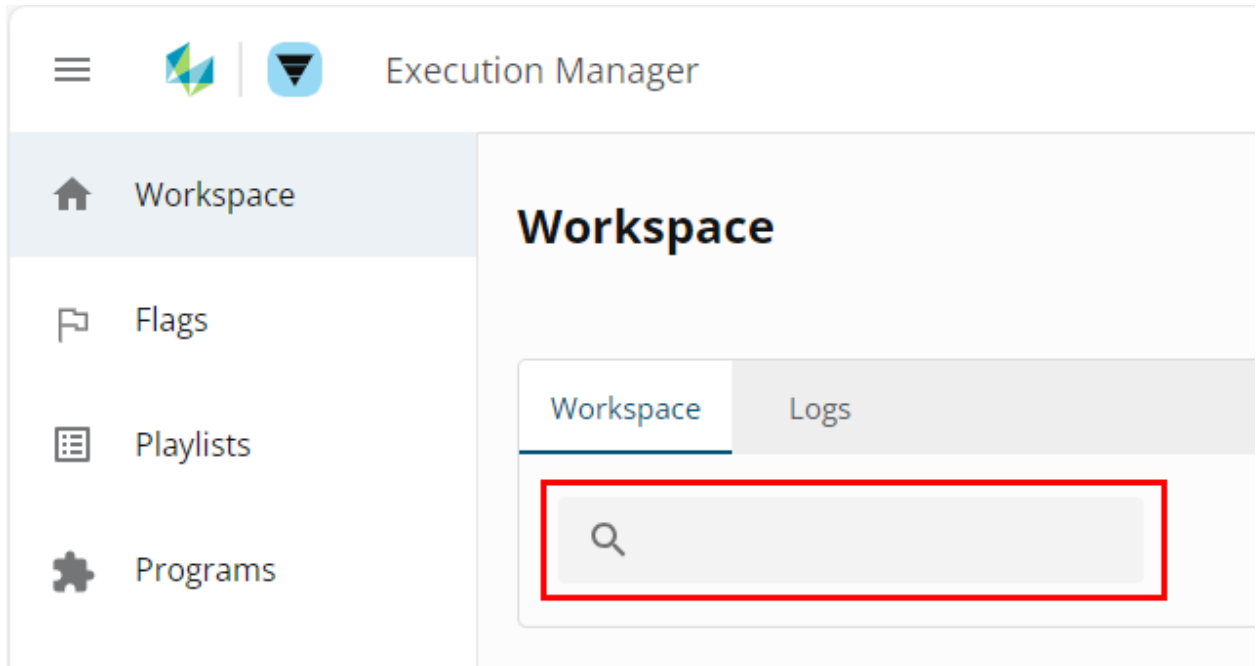 Execution Manager
Workspace
Workspace
Flags
Workspace
Logs
Playlists
Programs